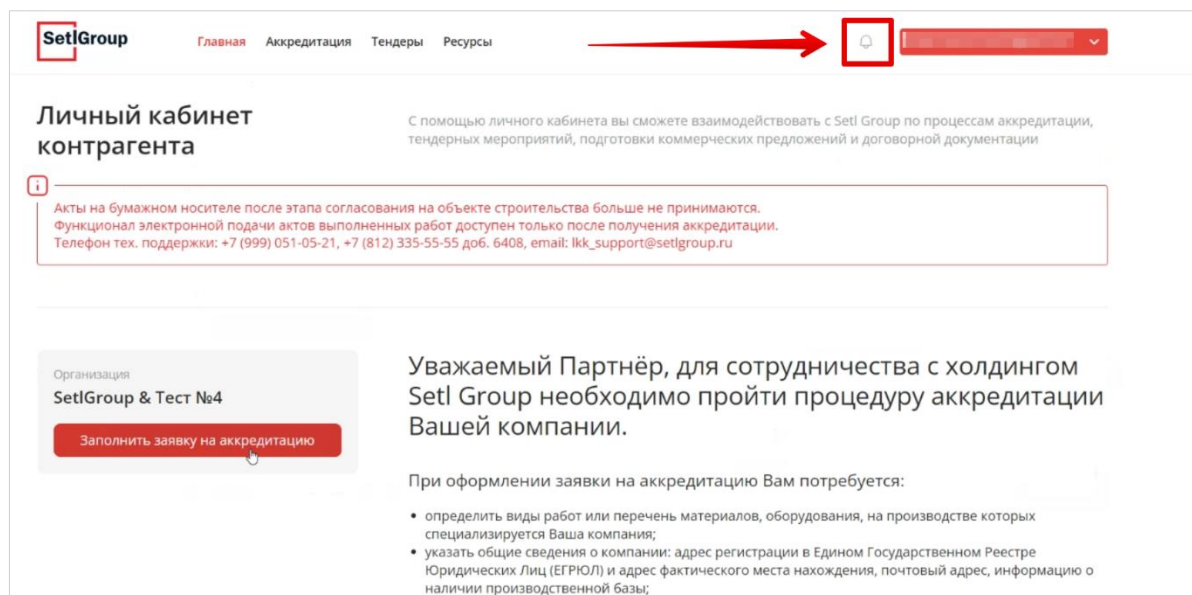 SetlGroup
Главная Аккредитация Тендеры Ресурсы
Личный кабинет
контрагента
С помощью личного кабинета вы сможете взаимодействовать с Setl Group по процессам аккредитации,
тендерных мероприятий, подготовки коммерческих предложений и договорной документации
Акты на бумажном носителе после этапа согласования на объекте строительства больше не принимаются.
Функционал электронной подачи актов выполненных работ доступен только после получения аккредитации.
Телефон тех. поддержки: +7 (999) 051-05-21, +7 (812) 335-55-55 доб. 6408, email: lkk_support@setlgroup.ru
Организация
SetlGroup & Тест №4
Заполнить заявку на аккредитацию
Уважаемый Партнёр, для сотрудничества с холдингом
Setl Group необходимо пройти процедуру аккредитации
Вашей компании.
При оформлении заявки на аккредитацию Вам потребуется:
• определить виды работ или перечень материалов, оборудования, на производстве которых
специализируется Ваша компания;
• указать общие сведения о компании: адрес регистрации в Едином Государственном Реестре
Юридических Лиц (ЕГРЮЛ) и адрес фактического места нахождения, почтовый адрес, информацию о
наличии производственной базы;